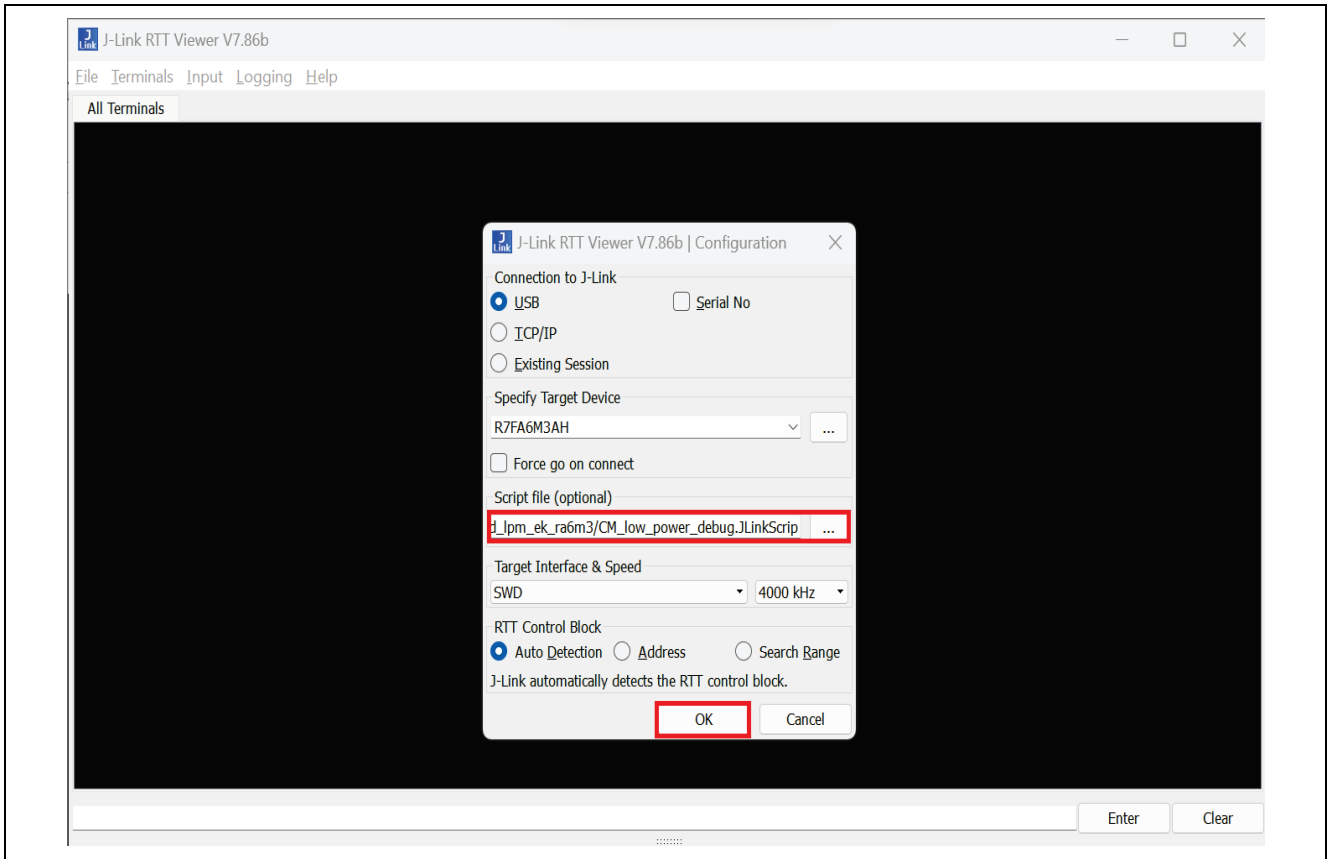 J-Link RTT Viewer V7.86b
File Terminals Input Logging Help
All Terminals
J-Link RTT Viewer V7.86b | Configuration
Connection to J-Link
USB Serial No
TCP/IP
Existing Session
Specify Target Device
R7FA6M3AH ...
Force go on connect
Script file (optional)
d_lpm_ek_ra6m3/CM_low_power_debug.JLinkScrip ...
Target Interface & Speed
SWD 4000 kHz
RTT Control Block
Auto Detection Address Search Range
J-Link automatically detects the RTT control block.
OK Cancel
Enter Clear